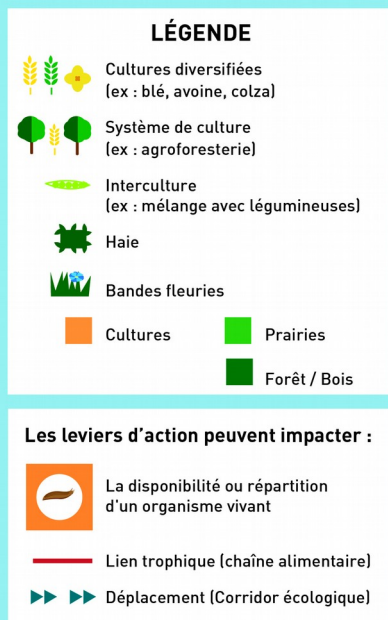 LÉGENDE
Cultures diversifiées
(ex : blé, avoine, colza)
Système de culture
(ex : agroforesterie)
Interculture
(ex : mélange avec légumineuses)
Haie
Bandes fleuries
Cultures
Prairies
Forêt / Bois
Les leviers d'action peuvent impacter :
La disponibilité ou répartition
d'un organisme vivant
Lien trophique (chaîne alimentaire)
Déplacement (Corridor écologique)